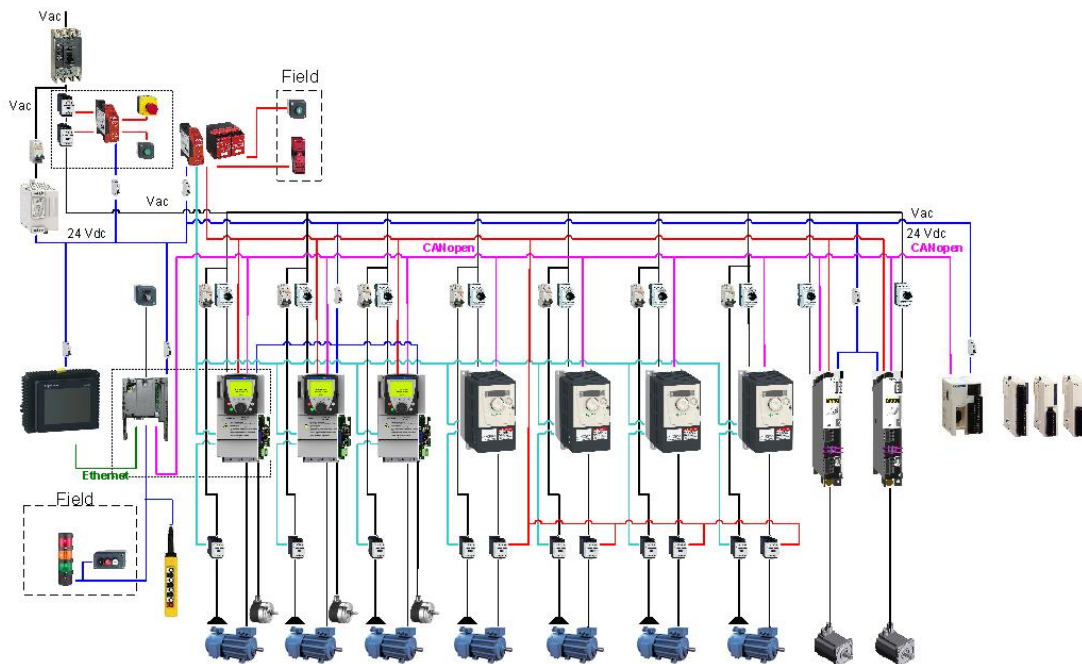 Vac
Field
Vac
Vac
Vac
24 Vdc
24 Vdc
CANopen
CANopen
Ethernet
Field